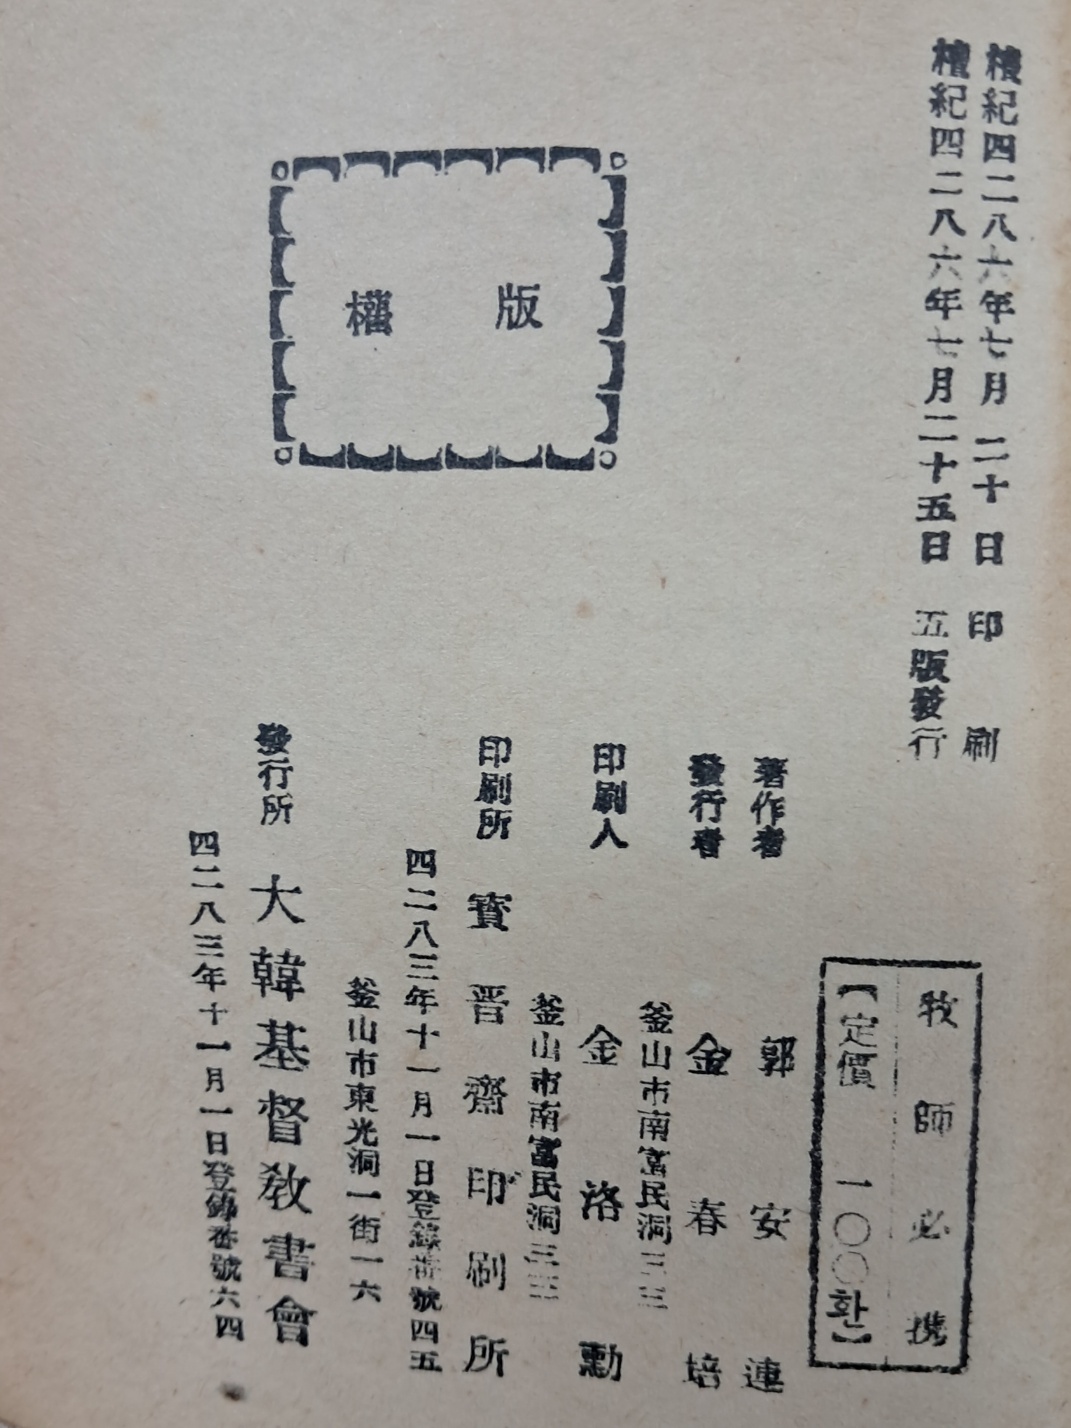 檀紀四二八六年七月二十日 印刷
檀紀四二八六年七月二十五日 五版發行
版權
牧師必携
【定價 一〇〇환】
著作者 郭安連
發行者 金春培
釜山市南富民洞三三
印刷人 金洛勳
釜山市南富民洞三三
印刷所 寶晋齋印刷所
四二八三年十一月一日登錄番號四五
釜山市東光洞一街一六
發行所 大韓基督敎書會
四二八三年十一月一日登錄番號六四